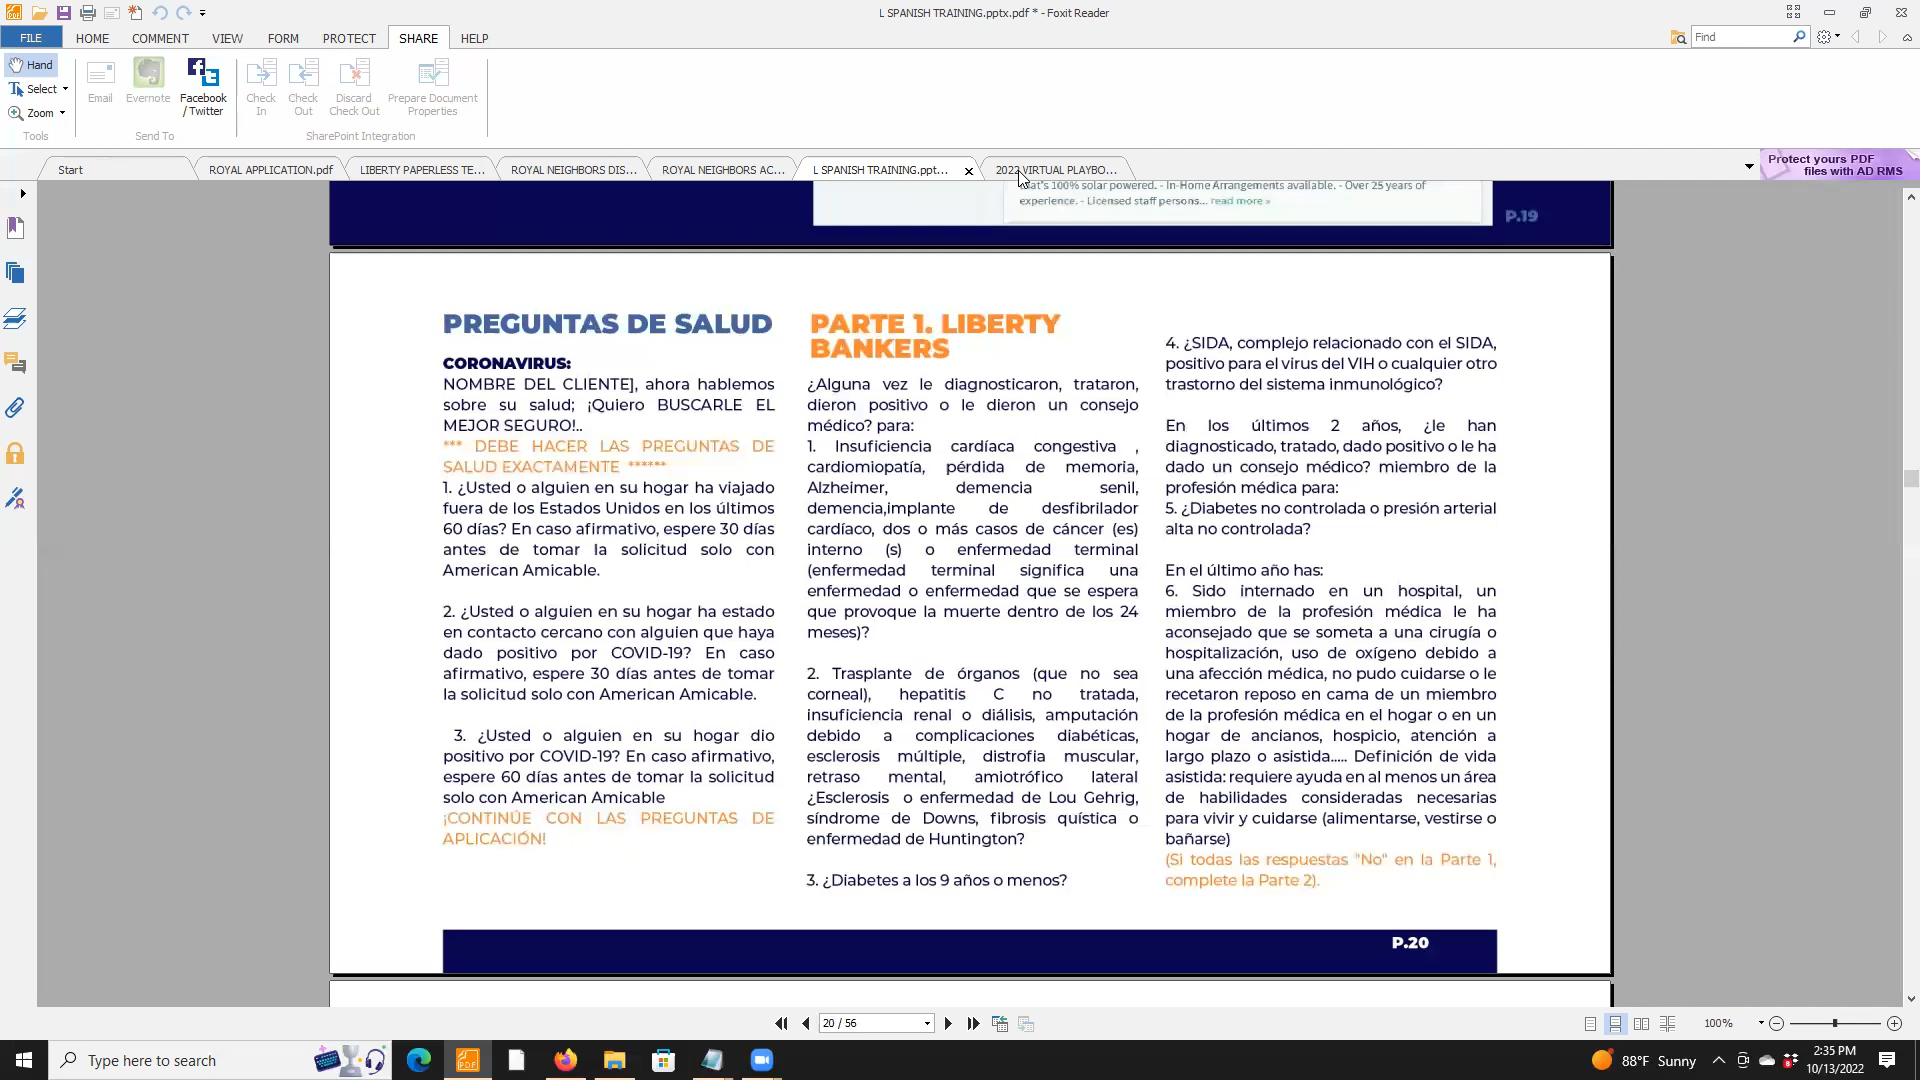 L SPANISH TRAINING.pptx.pdf * - Foxit Reader
FILE HOME COMMENT VIEW FORM PROTECT SHARE HELP
Find
Hand
Select
Zoom
Tools
Email
Evernote
Facebook / Twitter
Send To
Check In
Check Out
Discard Check Out
Prepare Document Properties
SharePoint Integration
Start
ROYAL APPLICATION.pdf
LIBERTY PAPERLESS TE...
ROYAL NEIGHBORS DIS...
ROYAL NEIGHBORS AC...
L SPANISH TRAINING.ppt...
2022 VIRTUAL PLAYBO...
Protect yours PDF
files with AD RMS
that's 100% solar powered. - In-Home Arrangements available. - Over 25 years of
experience. - Licensed staff persons... read more »
P.19
PREGUNTAS DE SALUD
CORONAVIRUS:
NOMBRE DEL CLIENTE], ahora hablemos
sobre su salud; ¡Quiero BUSCARLE EL
MEJOR SEGURO!..
*** DEBE HACER LAS PREGUNTAS DE
SALUD EXACTAMENTE ******
1. ¿Usted o alguien en su hogar ha viajado
fuera de los Estados Unidos en los últimos
60 días? En caso afirmativo, espere 30 días
antes de tomar la solicitud solo con
American Amicable.
2. ¿Usted o alguien en su hogar ha estado
en contacto cercano con alguien que haya
dado positivo por COVID-19? En caso
afirmativo, espere 30 días antes de tomar
la solicitud solo con American Amicable.
3. ¿Usted o alguien en su hogar dio
positivo por COVID-19? En caso afirmativo,
espere 60 días antes de tomar la solicitud
solo con American Amicable
¡CONTINÚE CON LAS PREGUNTAS DE
APLICACIÓN!
PARTE 1. LIBERTY
BANKERS
¿Alguna vez le diagnosticaron, trataron,
dieron positivo o le dieron un consejo
médico? para:
1. Insuficiencia cardíaca congestiva ,
cardiomiopatía, pérdida de memoria,
Alzheimer, demencia senil,
demencia,implante de desfibrilador
cardíaco, dos o más casos de cáncer (es)
interno (s) o enfermedad terminal
(enfermedad terminal significa una
enfermedad o enfermedad que se espera
que provoque la muerte dentro de los 24
meses)?
2. Trasplante de órganos (que no sea
corneal), hepatitis C no tratada,
insuficiencia renal o diálisis, amputación
debido a complicaciones diabéticas,
esclerosis múltiple, distrofia muscular,
retraso mental, amiotrófico lateral
¿Esclerosis o enfermedad de Lou Gehrig,
síndrome de Downs, fibrosis quística o
enfermedad de Huntington?
3. ¿Diabetes a los 9 años o menos?
4. ¿SIDA, complejo relacionado con el SIDA,
positivo para el virus del VIH o cualquier otro
trastorno del sistema inmunológico?
En los últimos 2 años, ¿le han
diagnosticado, tratado, dado positivo o le ha
dado un consejo médico? miembro de la
profesión médica para:
5. ¿Diabetes no controlada o presión arterial
alta no controlada?
En el último año has:
6. Sido internado en un hospital, un
miembro de la profesión médica le ha
aconsejado que se someta a una cirugía o
hospitalización, uso de oxígeno debido a
una afección médica, no pudo cuidarse o le
recetaron reposo en cama de un miembro
de la profesión médica en el hogar o en un
hogar de ancianos, hospicio, atención a
largo plazo o asistida..... Definición de vida
asistida: requiere ayuda en al menos un área
de habilidades consideradas necesarias
para vivir y cuidarse (alimentarse, vestirse o
bañarse)
(Si todas las respuestas "No" en la Parte 1,
complete la Parte 2).
P.20
20 / 56
100%
Type here to search
88°F Sunny
2:35 PM
10/13/2022